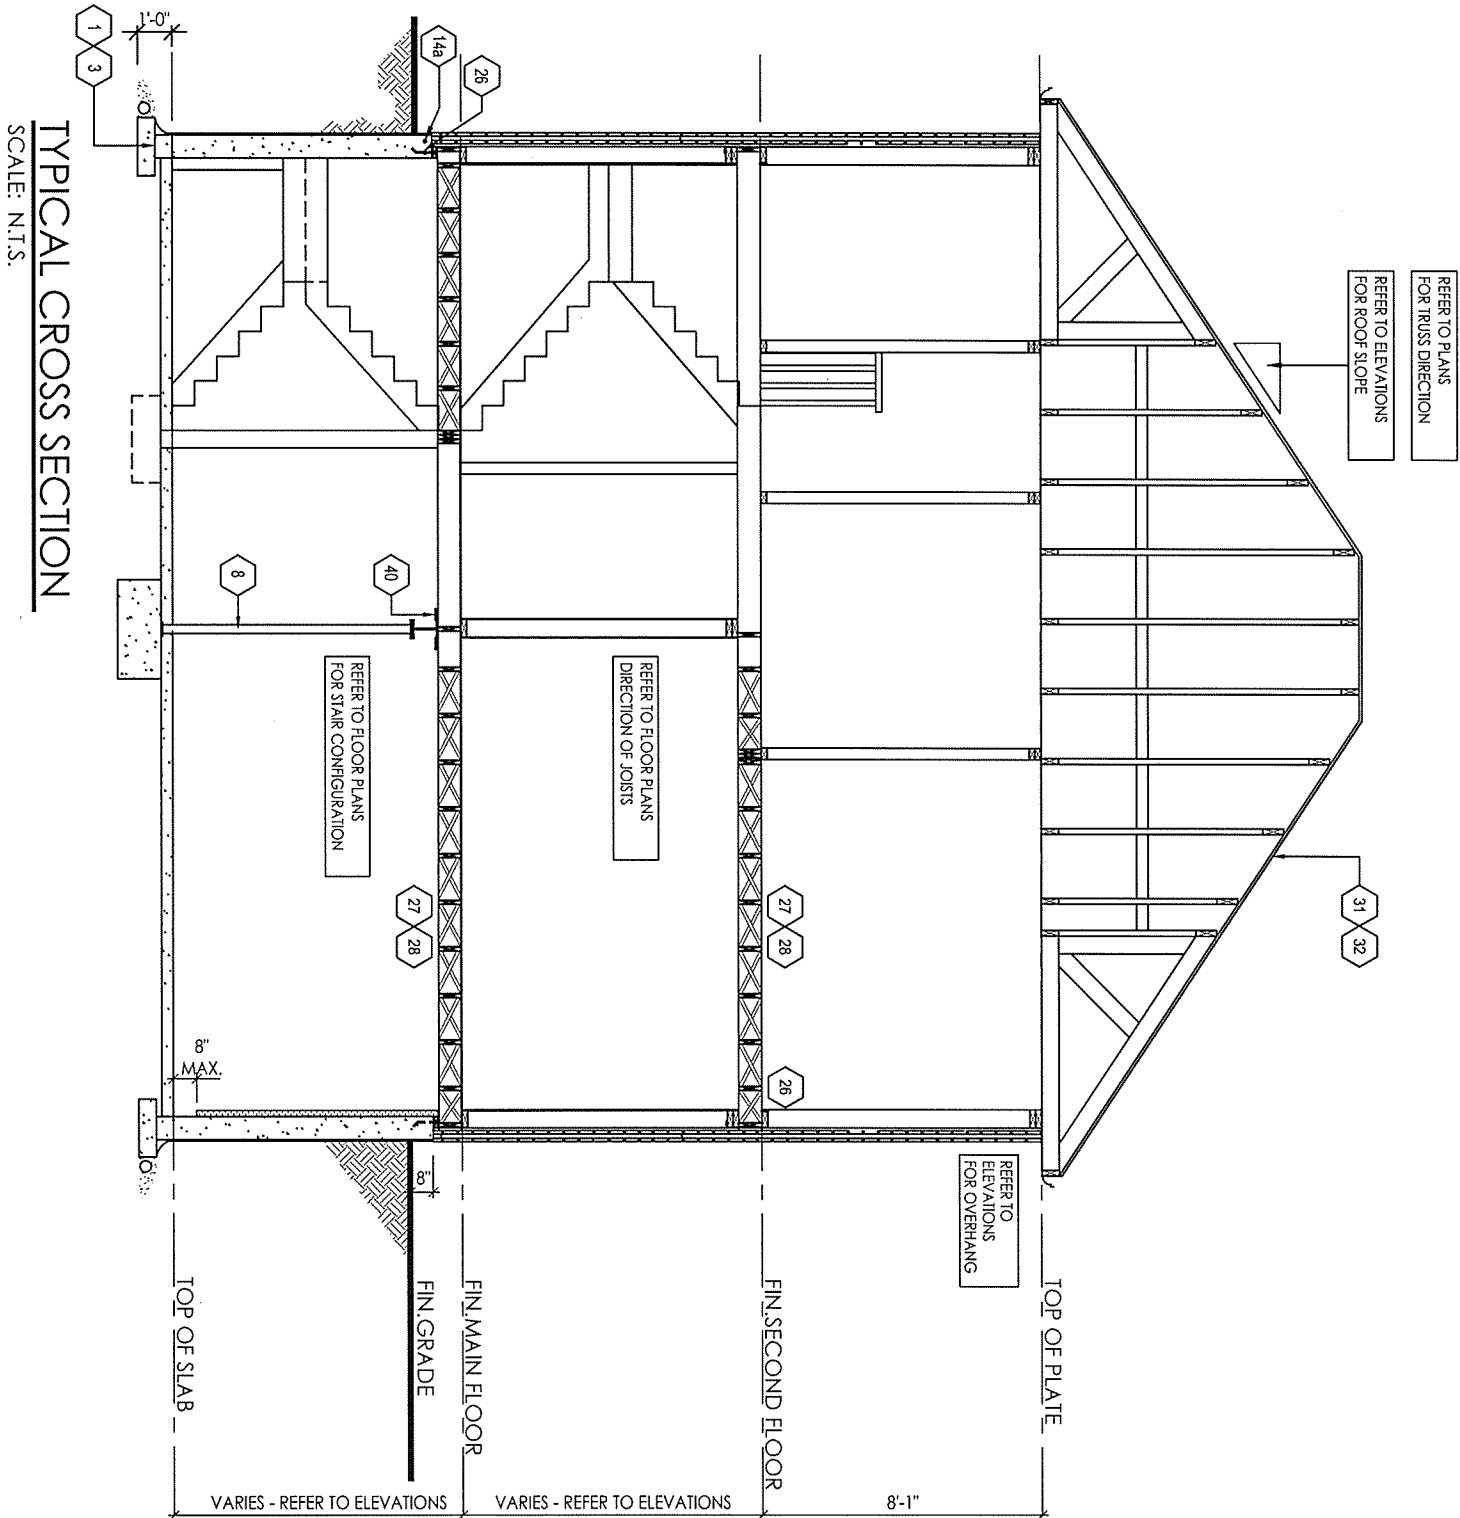 REFER TO PLANS
FOR TRUSS DIRECTION
REFER TO ELEVATIONS
FOR ROOF SLOPE
31
32
REFER TO
ELEVATIONS
FOR OVERHANG
TOP OF PLATE
8'-1"
26
27
28
FIN.SECOND FLOOR
REFER TO FLOOR PLANS
DIRECTION OF JOISTS
VARIES - REFER TO ELEVATIONS
26
14a
27
28
FIN.MAIN FLOOR
8"
FIN.GRADE
40
REFER TO FLOOR PLANS
FOR STAIR CONFIGURATION
8
VARIES - REFER TO ELEVATIONS
8"
MAX.
TOP OF SLAB
1'-0"
1
3
TYPICAL CROSS SECTION
SCALE: N.T.S.